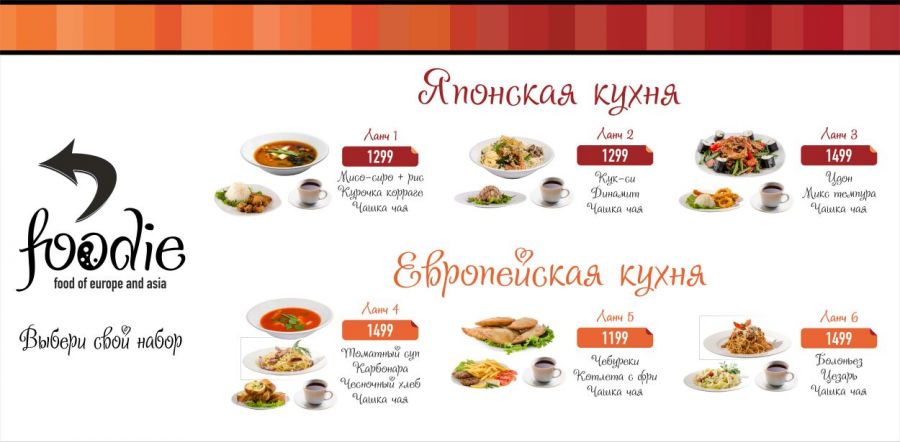 Японская кухня
Ланч 1
1299
Мисо-сиро + рис
Курочка корраге
Чашка чая
Ланч 2
1299
Кук-си
Динамит
Чашка чая
Ланч 3
1499
Удон
Микс темпура
Чашка чая
foodie
food of europe and asia
Выбери свой набор
Европейская кухня
Ланч 4
1499
Томатный суп
Карбонара
Чесночный хлеб
Чашка чая
Ланч 5
1199
Чебуреки
Котлета с фри
Чашка чая
Ланч 6
1499
Болоньез
Цезарь
Чашка чая